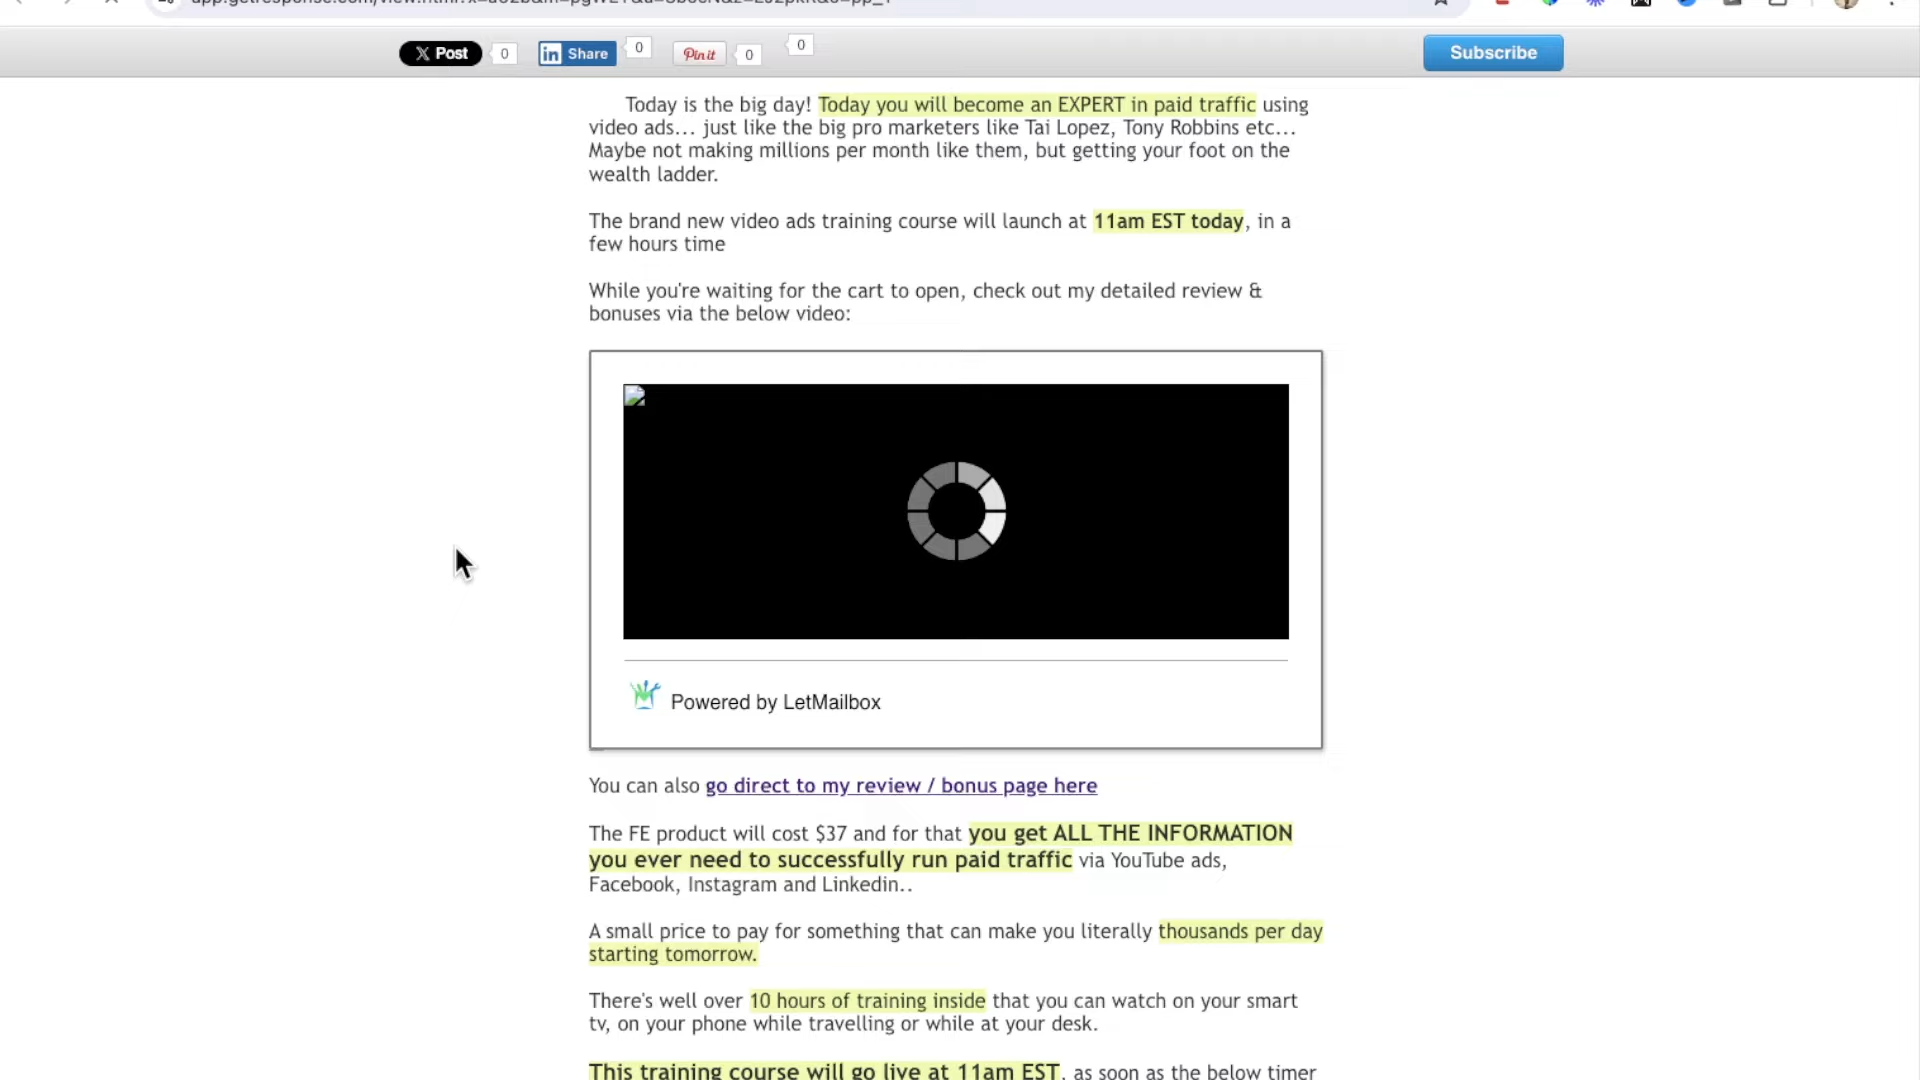 Post
0
Share
0
Pin it
0
0
Subscribe
Today is the big day! Today you will become an EXPERT in paid traffic using
video ads... just like the big pro marketers like Tai Lopez, Tony Robbins etc...
Maybe not making millions per month like them, but getting your foot on the
wealth ladder.
The brand new video ads training course will launch at 11am EST today, in a
few hours time
While you're waiting for the cart to open, check out my detailed review &
bonuses via the below video:
Powered by LetMailbox
You can also go direct to my review / bonus page here
The FE product will cost $37 and for that you get ALL THE INFORMATION
you ever need to successfully run paid traffic via YouTube ads,
Facebook, Instagram and Linkedin..
A small price to pay for something that can make you literally thousands per day
starting tomorrow.
There's well over 10 hours of training inside that you can watch on your smart
tv, on your phone while travelling or while at your desk.
This training course will go live at 11am EST, as soon as the below timer